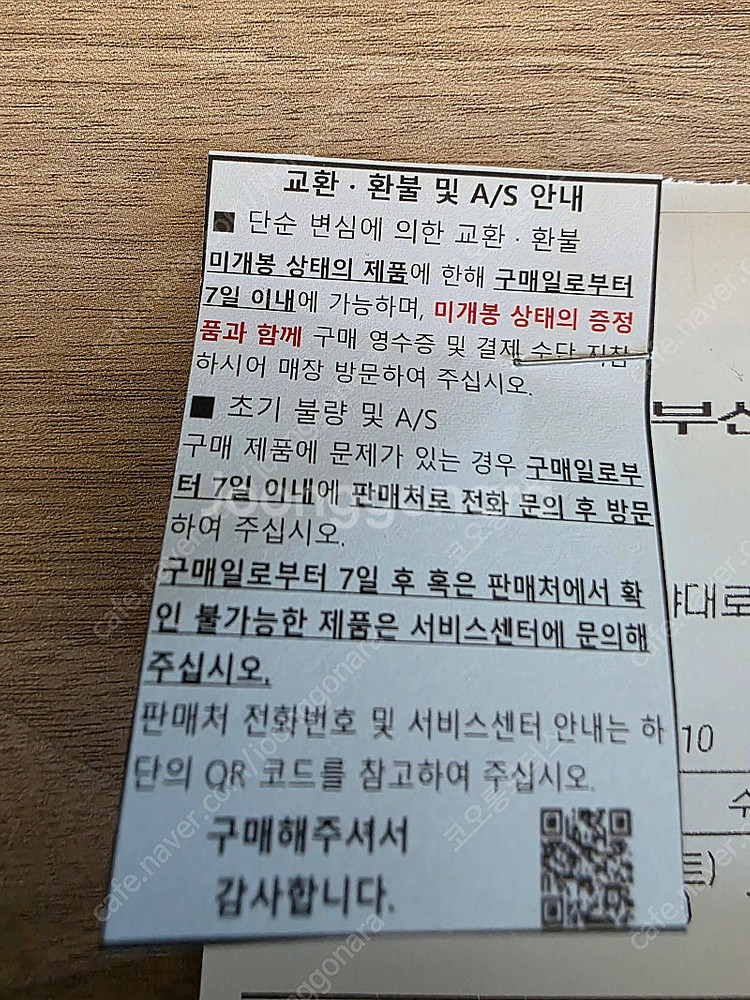 교환 · 환불 및 A/S 안내
■ 단순 변심에 의한 교환 · 환불
미개봉 상태의 제품에 한해 구매일로부터
7일 이내에 가능하며, 미개봉 상태의 증정
품과 함께 구매 영수증 및 결제 수단 지참
하시어 매장 방문하여 주십시오.
■ 초기 불량 및 A/S
구매 제품에 문제가 있는 경우 구매일로부
터 7일 이내에 판매처로 전화 문의 후 방문
하여 주십시오.
구매일로부터 7일 후 혹은 판매처에서 확
인 불가능한 제품은 서비스센터에 문의해
주십시오.
판매처 전화번호 및 서비스센터 안내는 하
단의 QR 코드를 참고하여 주십시오.
구매해주셔서
감사합니다.
부산
야대로
10
트)
joonggonara
cafe.naver.com/joonggonara